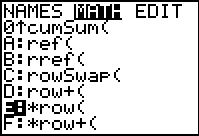 NAMES MATH EDIT
0↑cumSum(
A:ref(
B:rref(
C:rowSwap(
D:row+(
E:*row(
F:*row+(